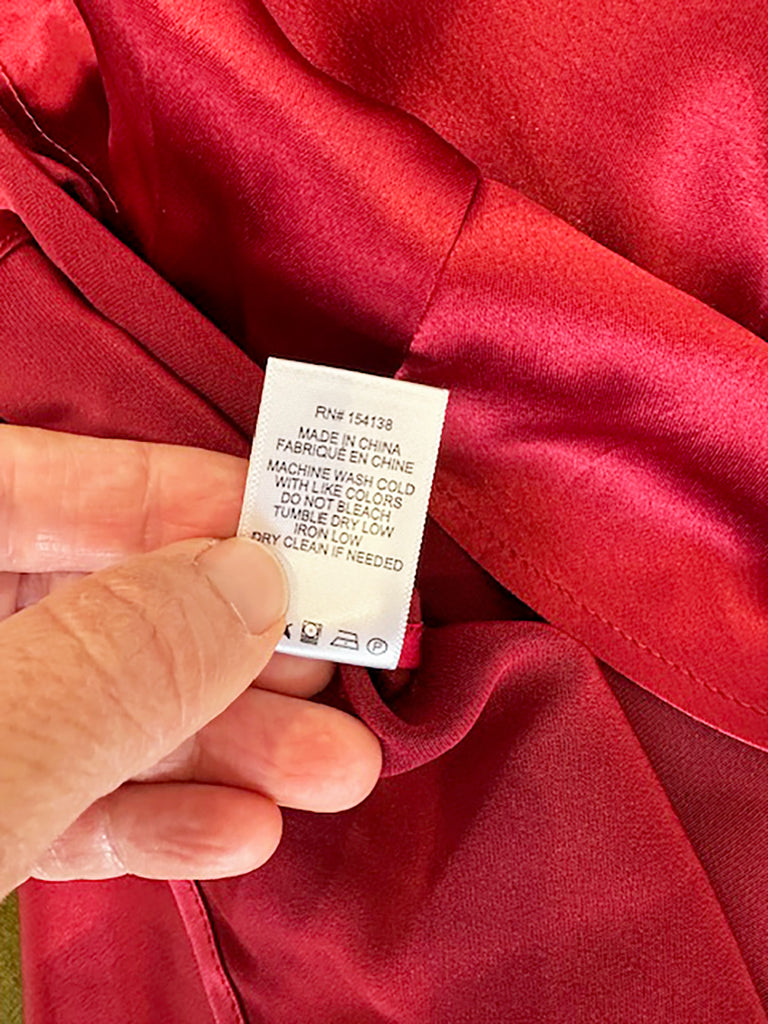 RN# 154138
MADE IN CHINA
FABRIQUÉ EN CHINE
MACHINE WASH COLD
WITH LIKE COLORS
DO NOT BLEACH
TUMBLE DRY LOW
IRON LOW
DRY CLEAN IF NEEDED
P